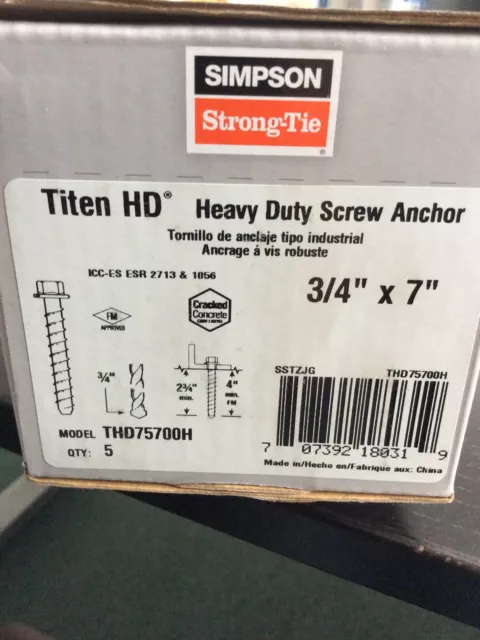 SIMPSON
Strong-Tie
®
Titen HD® Heavy Duty Screw Anchor
Tornillo de anclaje tipo industrial
Ancrage à vis robuste
ICC-ES ESR 2713 & 1056
3/4" x 7"
FM
APPROVED
Cracked
Concrete
3/4"
2¾"
min.
4"
min.
FM
SSTZJG THD75700H
MODEL THD75700H
QTY: 5
7 07392 18031 9
Made in/Hecho en/Fabrique aux: China